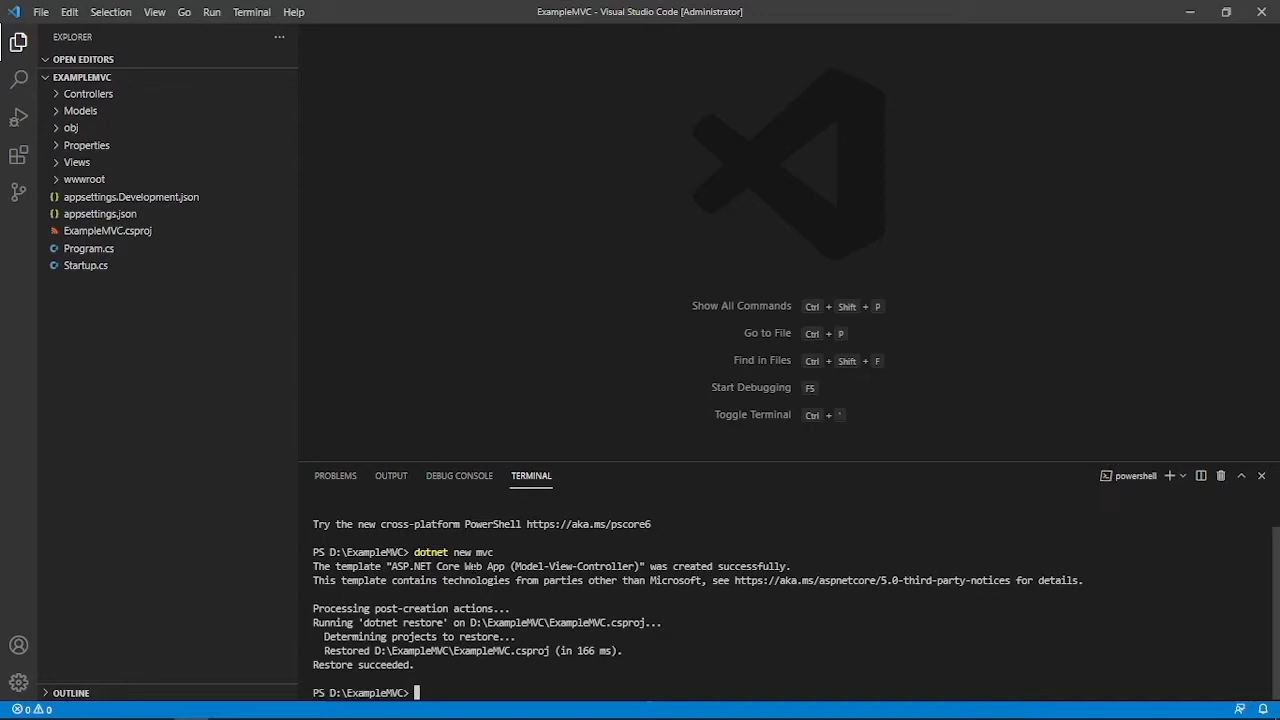 File Edit Selection View Go Run Terminal Help
ExampleMVC - Visual Studio Code [Administrator]
EXPLORER
OPEN EDITORS
EXAMPLEMVC
Controllers
Models
obj
Properties
Views
wwwroot
{} appsettings.Development.json
{} appsettings.json
ExampleMVC.csproj
Program.cs
Startup.cs
OUTLINE
Show All Commands Ctrl + Shift + P
Go to File Ctrl + P
Find in Files Ctrl + Shift + F
Start Debugging F5
Toggle Terminal Ctrl + `
PROBLEMS OUTPUT DEBUG CONSOLE TERMINAL
powershell
Try the new cross-platform PowerShell https://aka.ms/pscore6
PS D:\ExampleMVC> dotnet new mvc
The template "ASP.NET Core Web App (Model-View-Controller)" was created successfully.
This template contains technologies from parties other than Microsoft, see https://aka.ms/aspnetcore/5.0-third-party-notices for details.
Processing post-creation actions...
Running 'dotnet restore' on D:\ExampleMVC\ExampleMVC.csproj...
Determining projects to restore...
Restored D:\ExampleMVC\ExampleMVC.csproj (in 166 ms).
Restore succeeded.
PS D:\ExampleMVC>
0 0